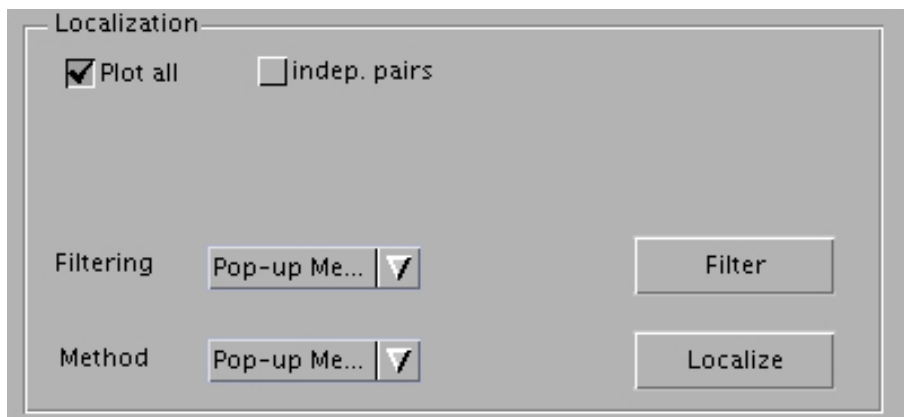 Localization
Plot all indep. pairs
Filtering Pop-up Me... Filter
Method Pop-up Me... Localize